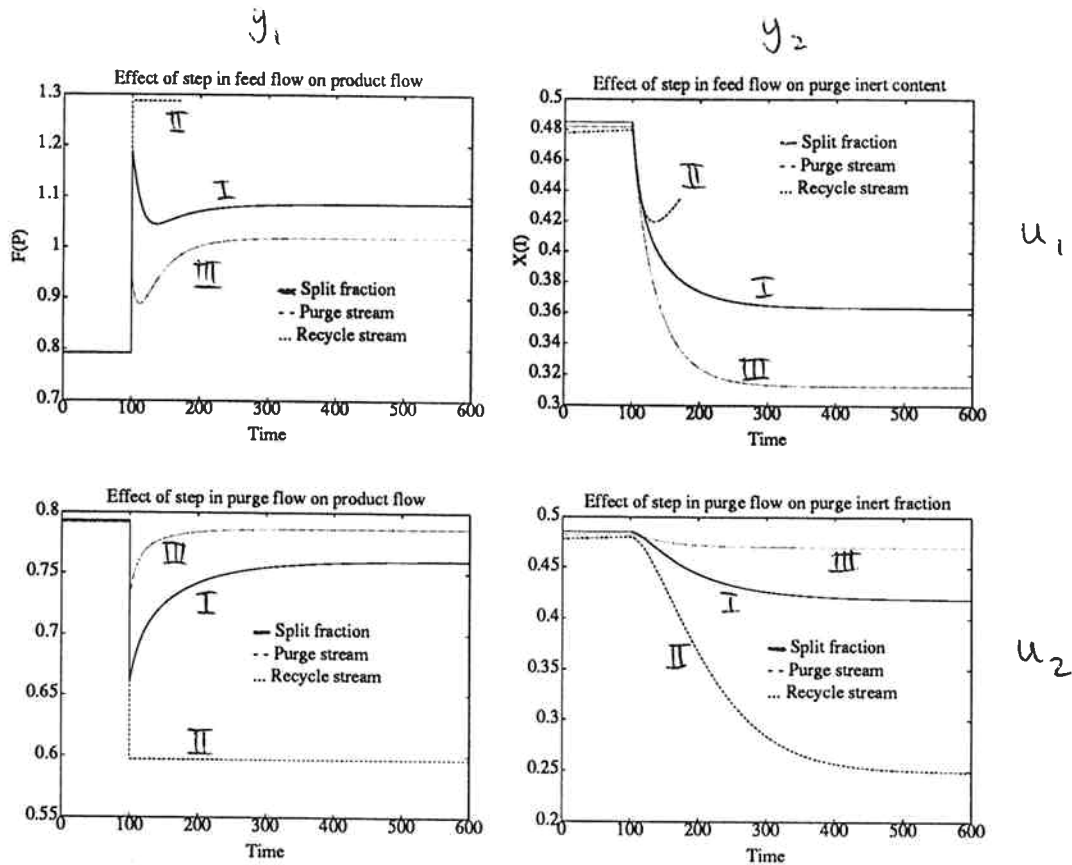 y₁
y₂
Effect of step in feed flow on product flow
1.3
1.2
1.1
1
0.9
0.8
0.7
F(P)
II
I
III
Split fraction
Purge stream
Recycle stream
0 100 200 300 400 500 600
Time
Effect of step in feed flow on purge inert content
0.5
0.48
0.46
0.44
0.42
0.4
0.38
0.36
0.34
0.32
0.3
X(I)
Split fraction
Purge stream
Recycle stream
II
I
III
0 100 200 300 400 500 600
Time
u₁
Effect of step in purge flow on product flow
0.8
0.75
0.7
0.65
0.6
0.55
III
I
Split fraction
Purge stream
Recycle stream
II
0 100 200 300 400 500 600
Time
Effect of step in purge flow on purge inert fraction
0.5
0.45
0.4
0.35
0.3
0.25
0.2
III
I
II
Split fraction
Purge stream
Recycle stream
0 100 200 300 400 500 600
Time
u₂